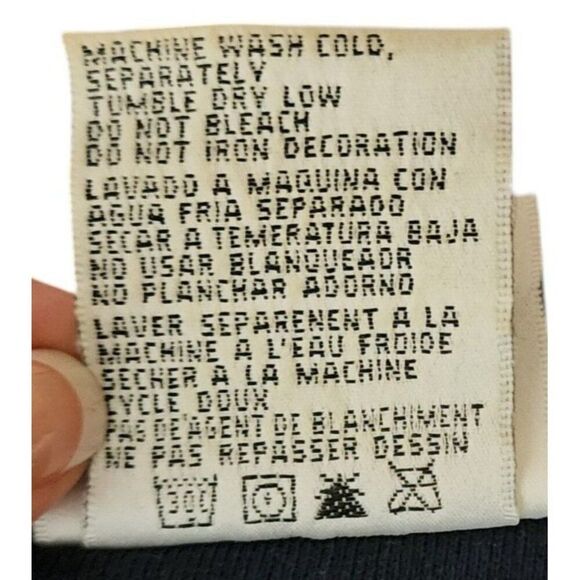 MACHINE WASH COLD,
SEPARATELY
TUMBLE DRY LOW
DO NOT BLEACH
DO NOT IRON DECORATION
LAVADO A MAQUINA CON
AGUA FRIA SEPARADO
SECAR A TEMERATURA BAJA
NO USAR BLANQUEADR
NO PLANCHAR ADORNO
LAVER SEPARENENT A LA
MACHINE A L'EAU FROIDE
SECHER A LA MACHINE
CYCLE DOUX
PAS DE'AGENT DE BLANCHIMENT
NE PAS REPASSER DESSIN
30C